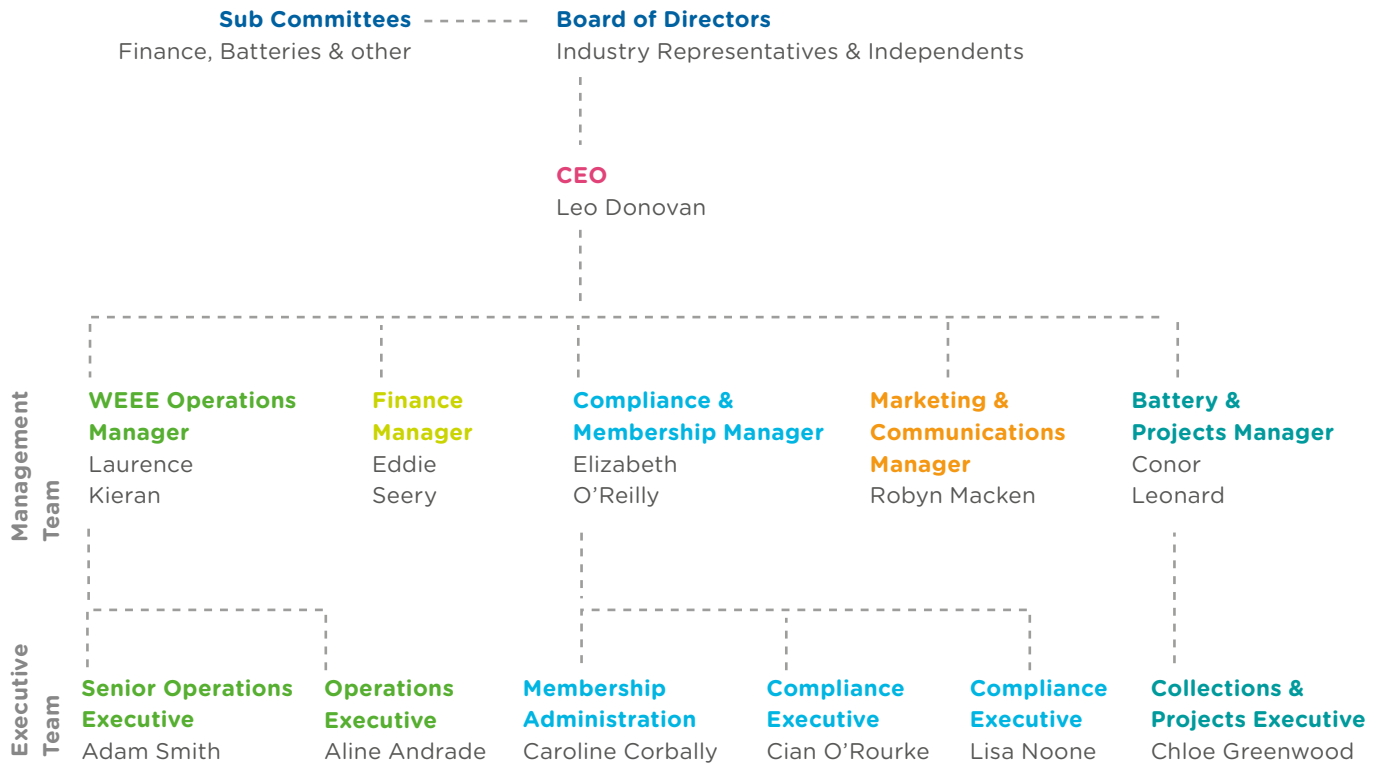 Sub Committees
Finance, Batteries & other
Board of Directors
Industry Representatives & Independents
CEO
Leo Donovan
Management
Team
WEEE Operations
Manager
Laurence
Kieran
Finance
Manager
Eddie
Seery
Compliance &
Membership Manager
Elizabeth
O’Reilly
Marketing &
Communications
Manager
Robyn Macken
Battery &
Projects Manager
Conor
Leonard
Executive
Team
Senior Operations
Executive
Adam Smith
Operations
Executive
Aline Andrade
Membership
Administration
Caroline Corbally
Compliance
Executive
Cian O’Rourke
Compliance
Executive
Lisa Noone
Collections &
Projects Executive
Chloe Greenwood